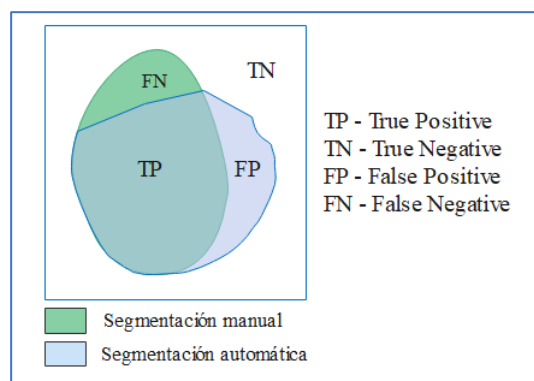 FN
TN
TP
FP
TP - True Positive
TN - True Negative
FP - False Positive
FN - False Negative
Segmentación manual
Segmentación automática